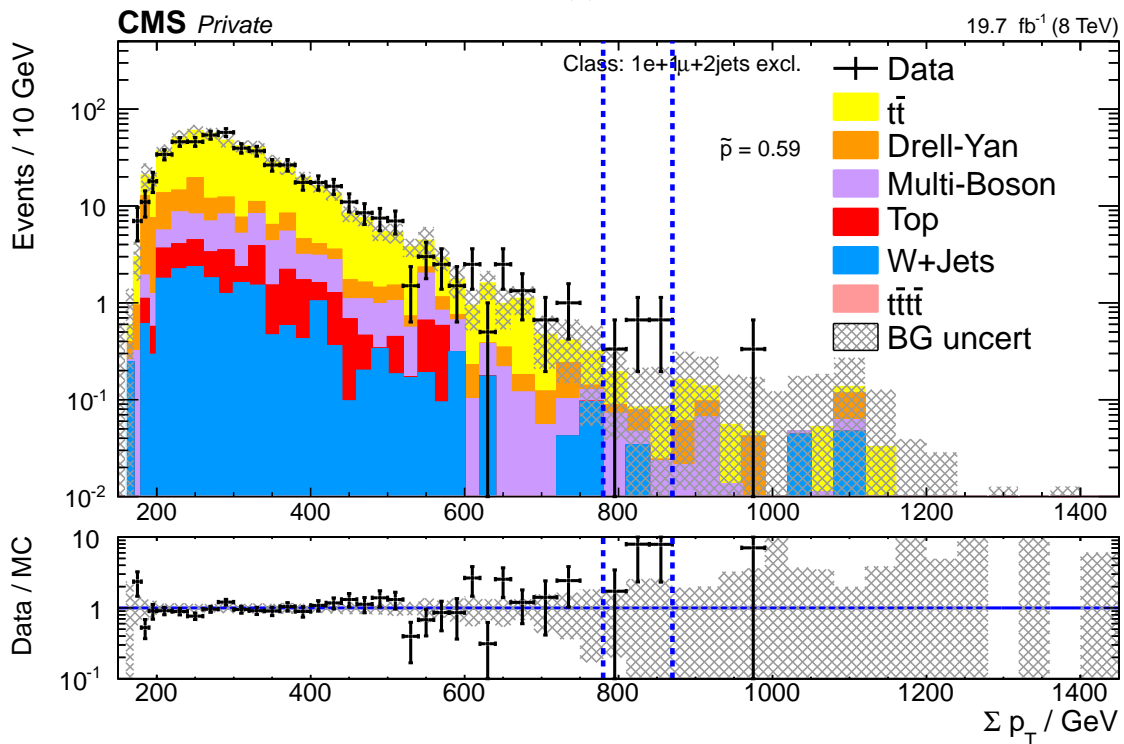 CMS Private 19.7 fb⁻¹ (8 TeV)
Events / 10 GeV
Class: 1e+1μ+2jets excl.
p̃ = 0.59
Data
tt̄
Drell-Yan
Multi-Boson
Top
W+Jets
tt̄tt̄
BG uncert
10²
10
1
10⁻¹
10⁻²
200 400 600 800 1000 1200 1400
Data / MC
10
1
10⁻¹
200 400 600 800 1000 1200 1400
Σ p_T / GeV